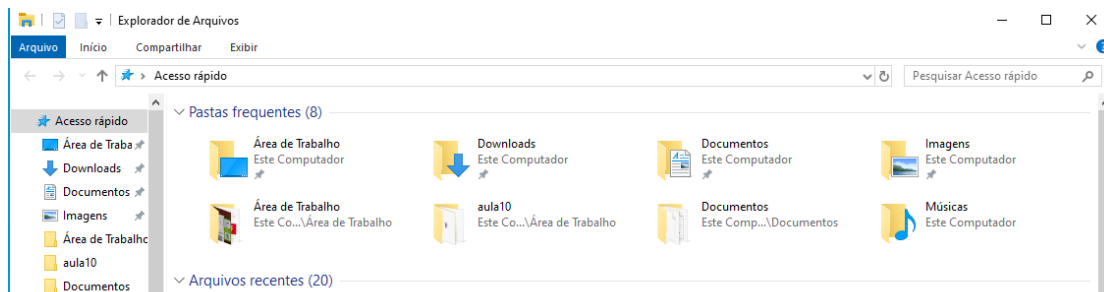 Explorador de Arquivos
Arquivo Início Compartilhar Exibir
Acesso rápido Pesquisar Acesso rápido
Acesso rápido
Área de Traba
Downloads
Documentos
Imagens
Área de Trabalho
aula10
Documentos
Pastas frequentes (8)
Área de Trabalho Downloads Documentos Imagens
Este Computador Este Computador Este Computador Este Computador
Área de Trabalho aula10 Documentos Músicas
Este Co...\Área de Trabalho Este Co...\Área de Trabalho Este Comp...\Documentos Este Computador
Arquivos recentes (20)